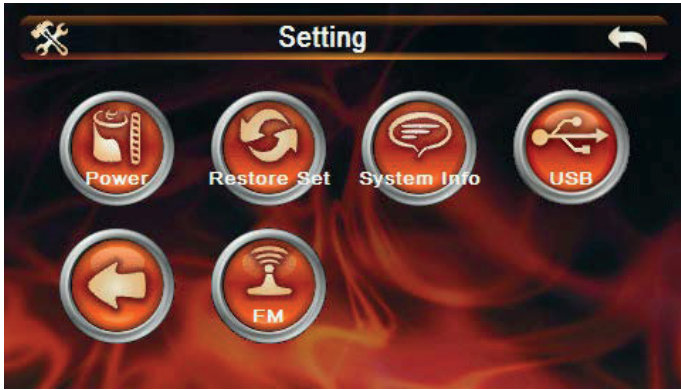 Setting
Power
Restore Set
System Info
USB
FM